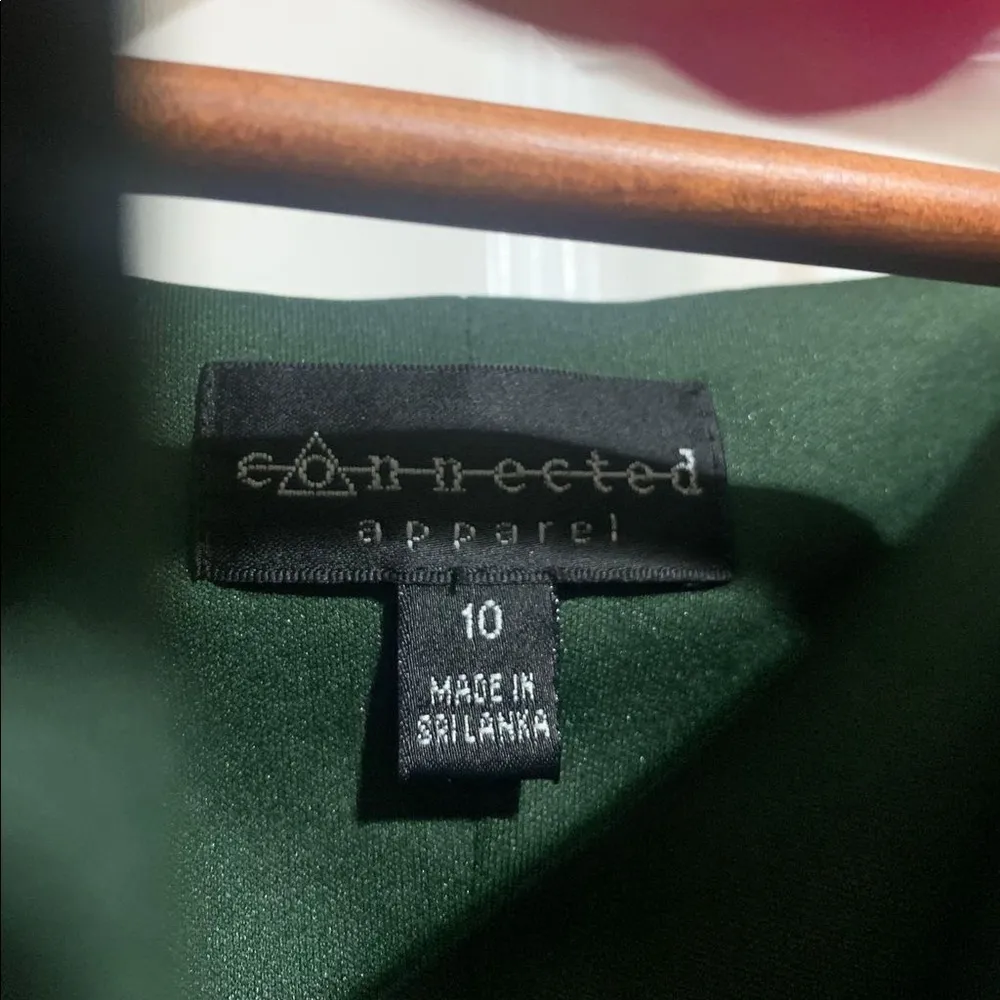 connected
apparel
10
MADE IN
SRI LANKA